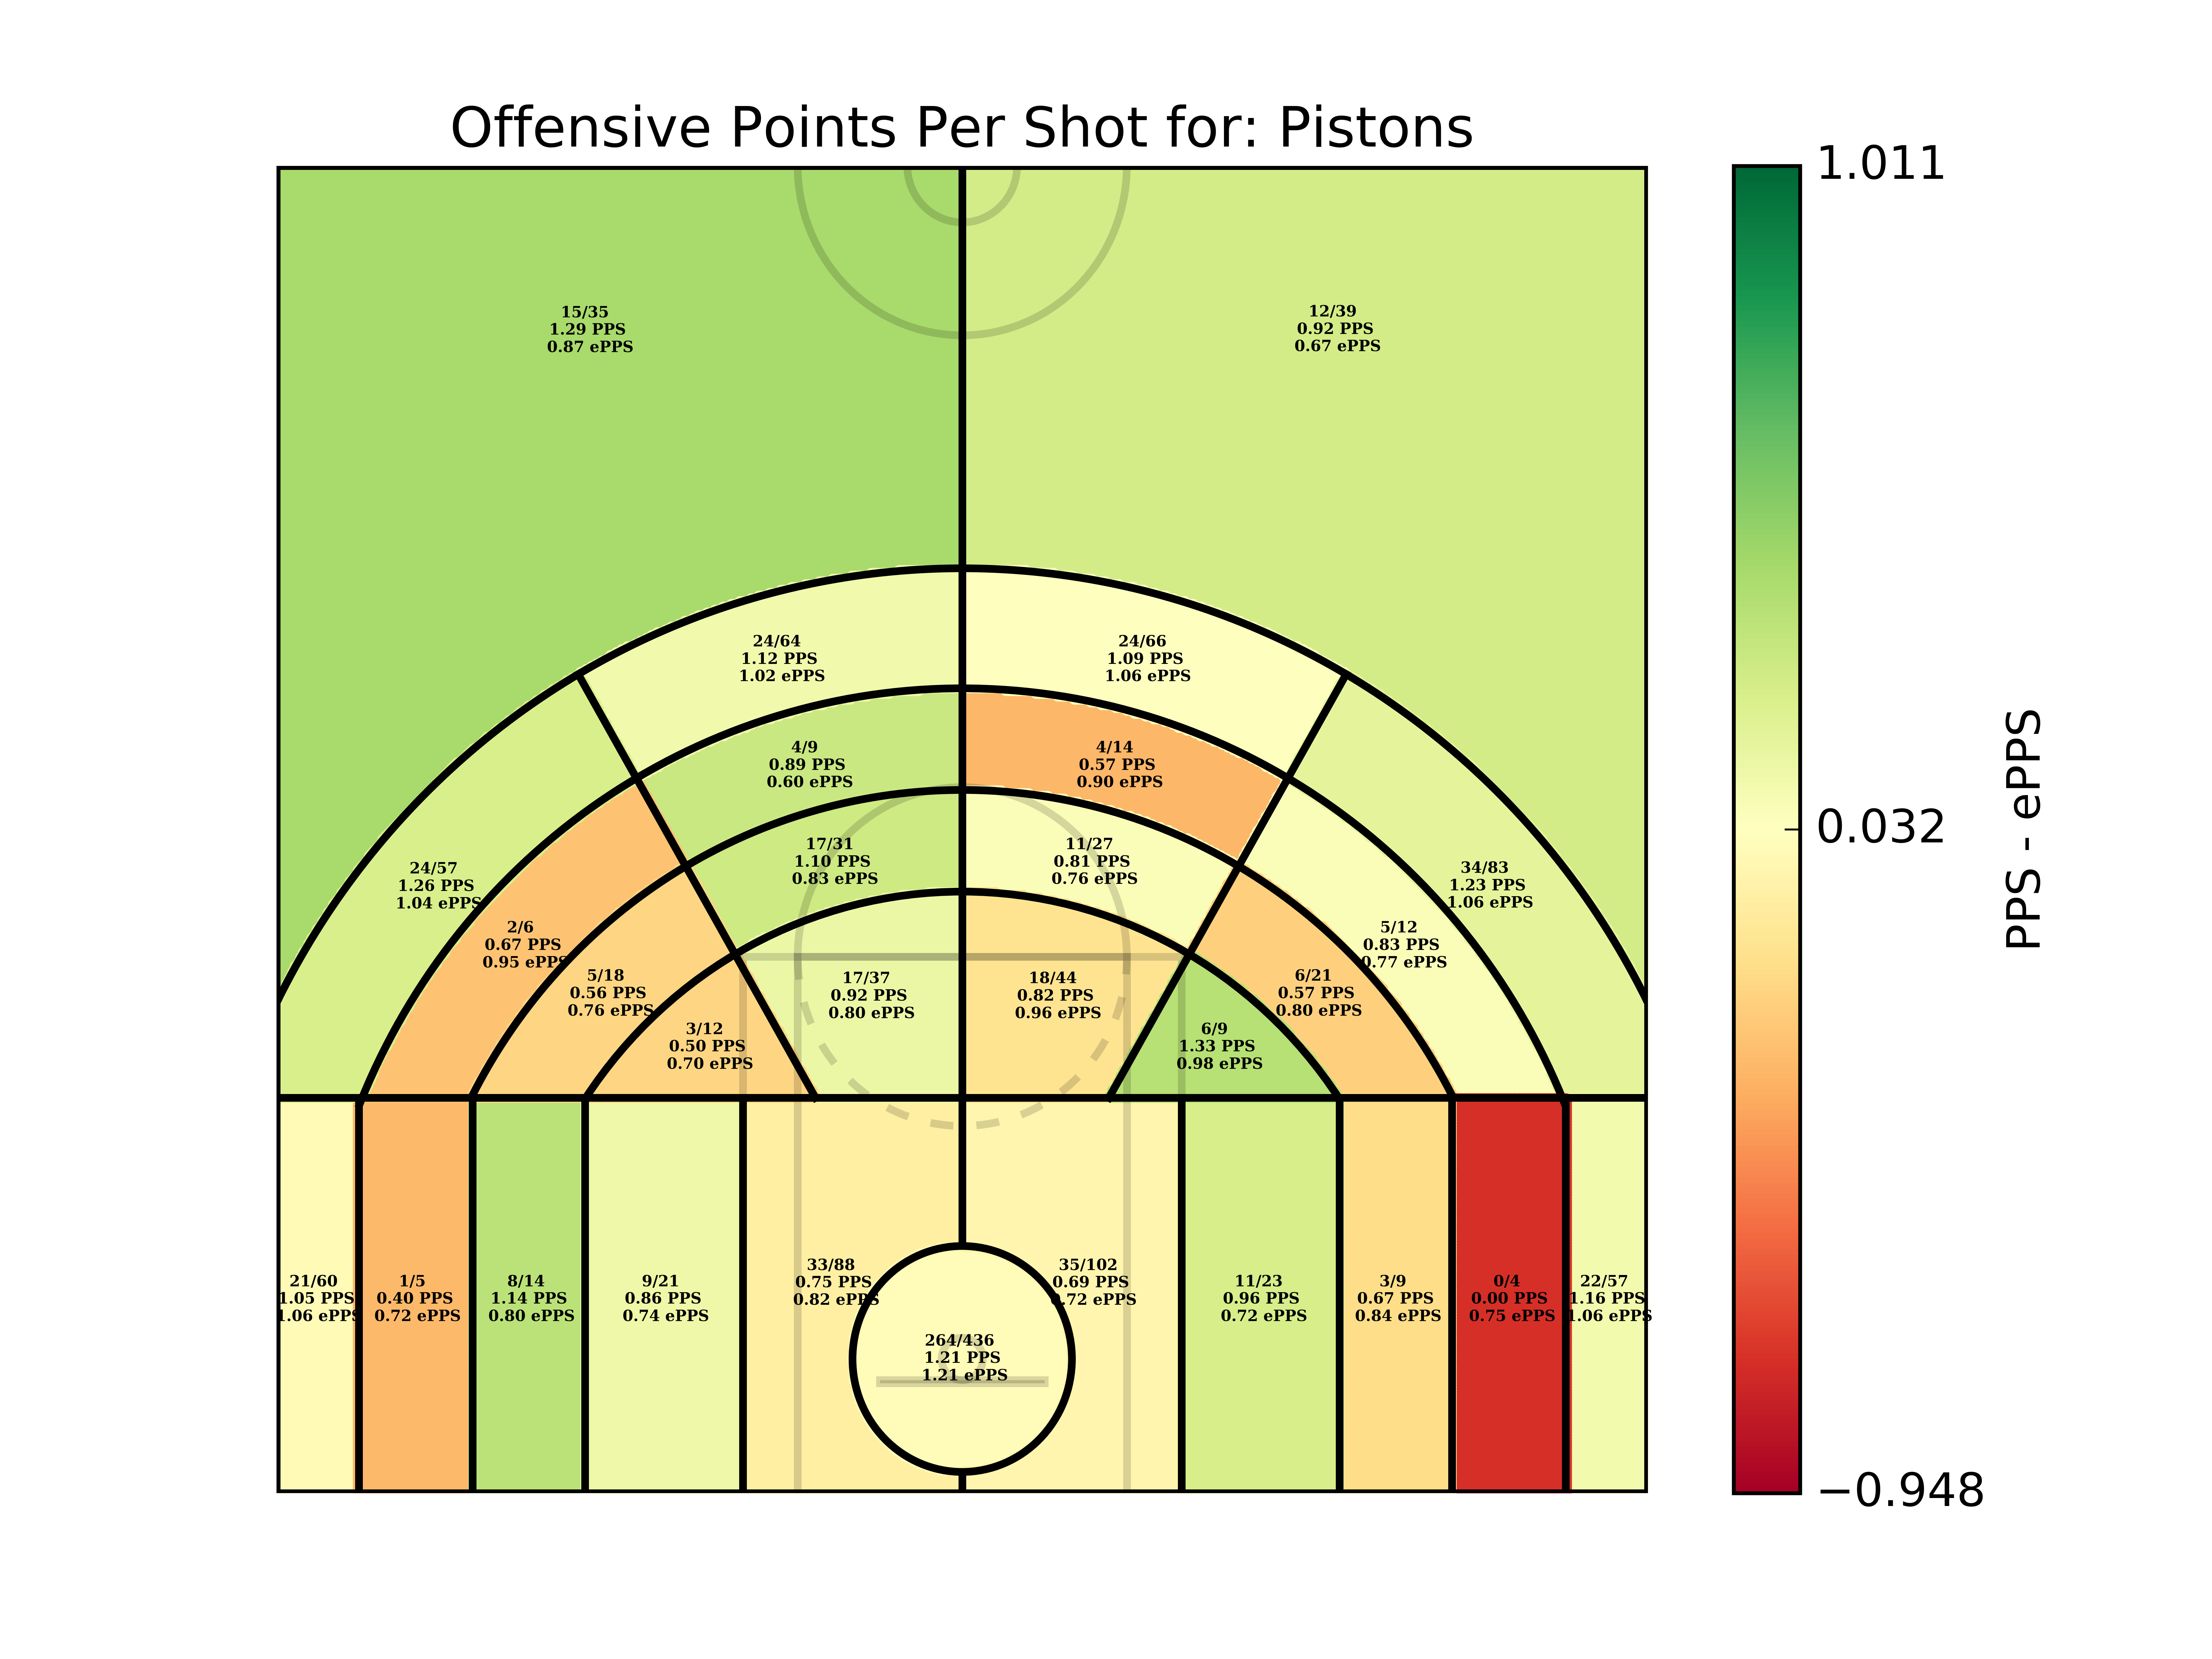 Offensive Points Per Shot for: Pistons
1.011
0.032
−0.948
PPS - ePPS
15/35
1.29 PPS
0.87 ePPS
12/39
0.92 PPS
0.67 ePPS
24/64
1.12 PPS
1.02 ePPS
24/66
1.09 PPS
1.06 ePPS
4/9
0.89 PPS
0.60 ePPS
4/14
0.57 PPS
0.90 ePPS
17/31
1.10 PPS
0.83 ePPS
11/27
0.81 PPS
0.76 ePPS
24/57
1.26 PPS
1.04 ePPS
34/83
1.23 PPS
1.06 ePPS
2/6
0.67 PPS
0.95 ePPS
5/12
0.83 PPS
0.77 ePPS
5/18
0.56 PPS
0.76 ePPS
6/21
0.57 PPS
0.80 ePPS
17/37
0.92 PPS
0.80 ePPS
18/44
0.82 PPS
0.96 ePPS
3/12
0.50 PPS
0.70 ePPS
6/9
1.33 PPS
0.98 ePPS
21/60
1.05 PPS
1.06 ePPS
1/5
0.40 PPS
0.72 ePPS
8/14
1.14 PPS
0.80 ePPS
9/21
0.86 PPS
0.74 ePPS
33/88
0.75 PPS
0.82 ePPS
35/102
0.69 PPS
0.72 ePPS
11/23
0.96 PPS
0.72 ePPS
3/9
0.67 PPS
0.84 ePPS
0/4
0.00 PPS
0.75 ePPS
22/57
1.16 PPS
1.06 ePPS
264/436
1.21 PPS
1.21 ePPS